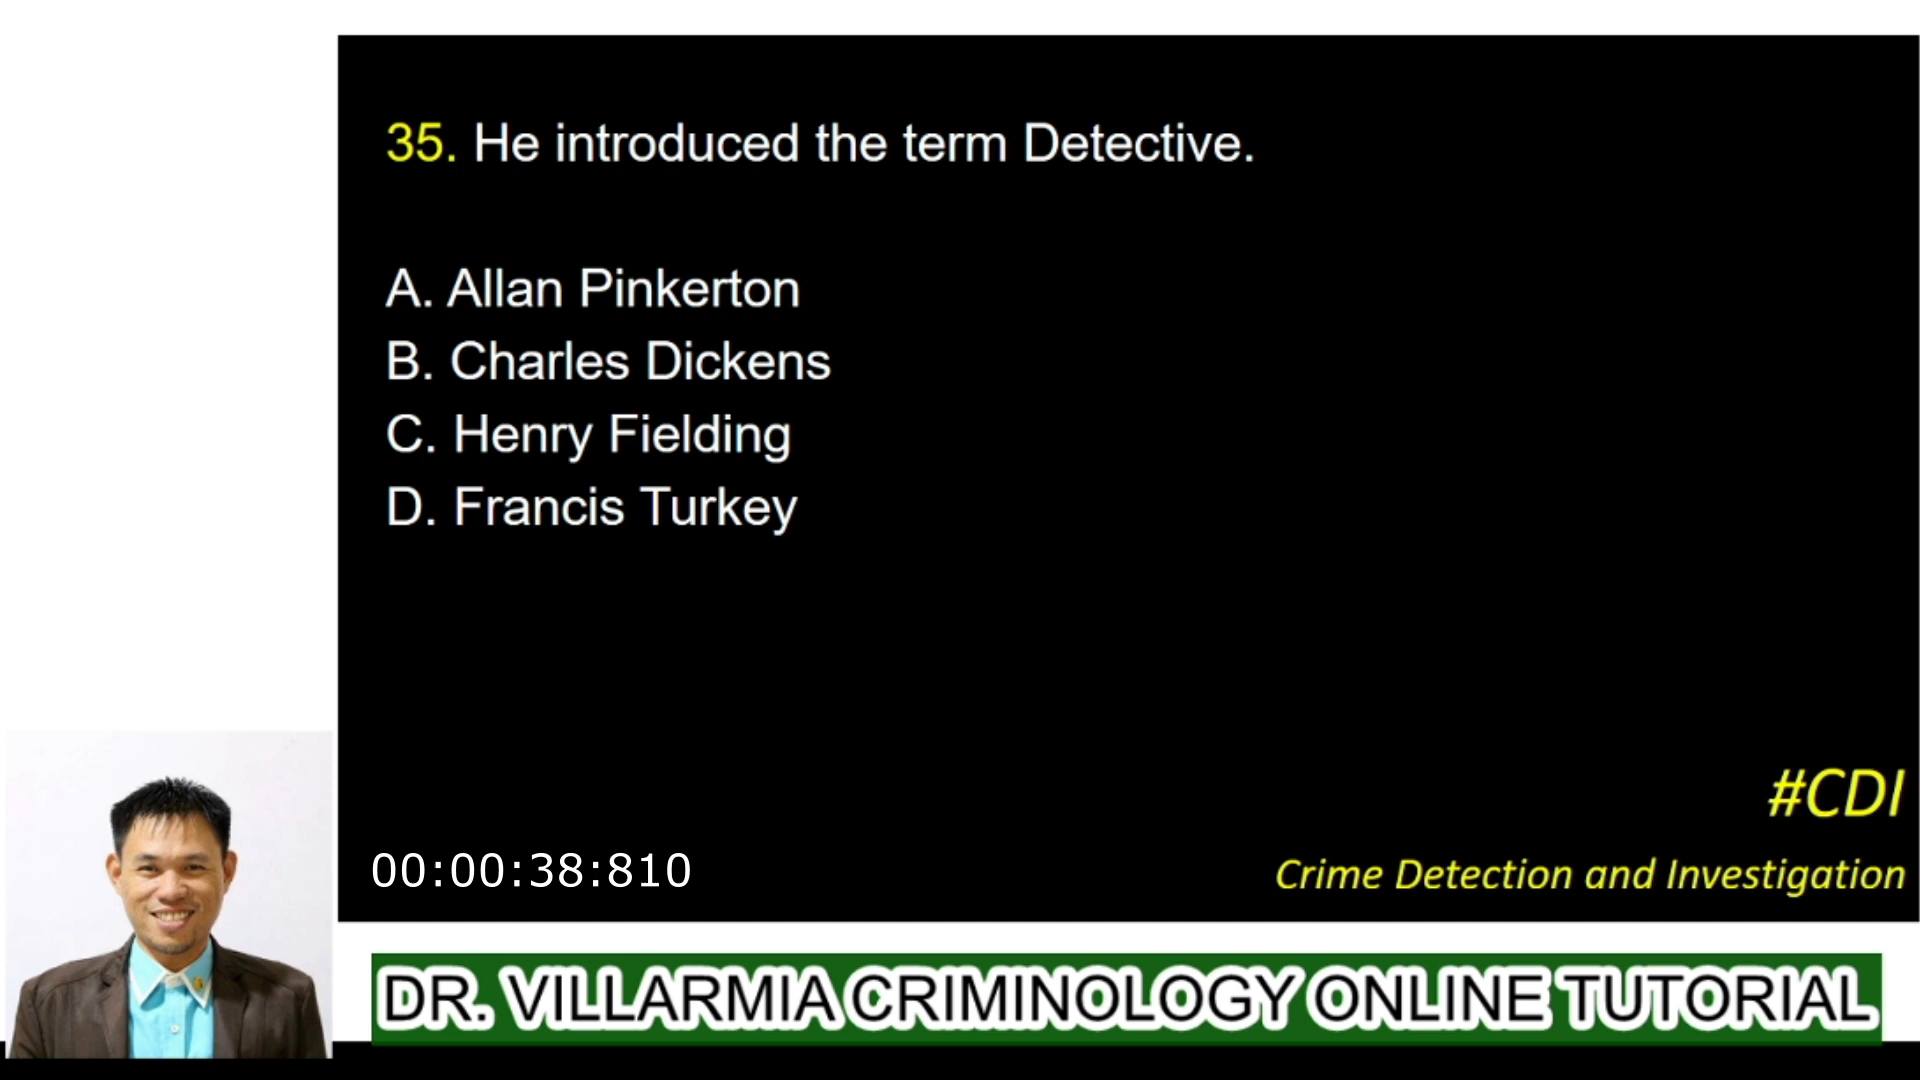 35. He introduced the term Detective.
A. Allan Pinkerton
B. Charles Dickens
C. Henry Fielding
D. Francis Turkey
#CDI
00:00:38:810
Crime Detection and Investigation
DR. VILLARMIA CRIMINOLOGY ONLINE TUTORIAL